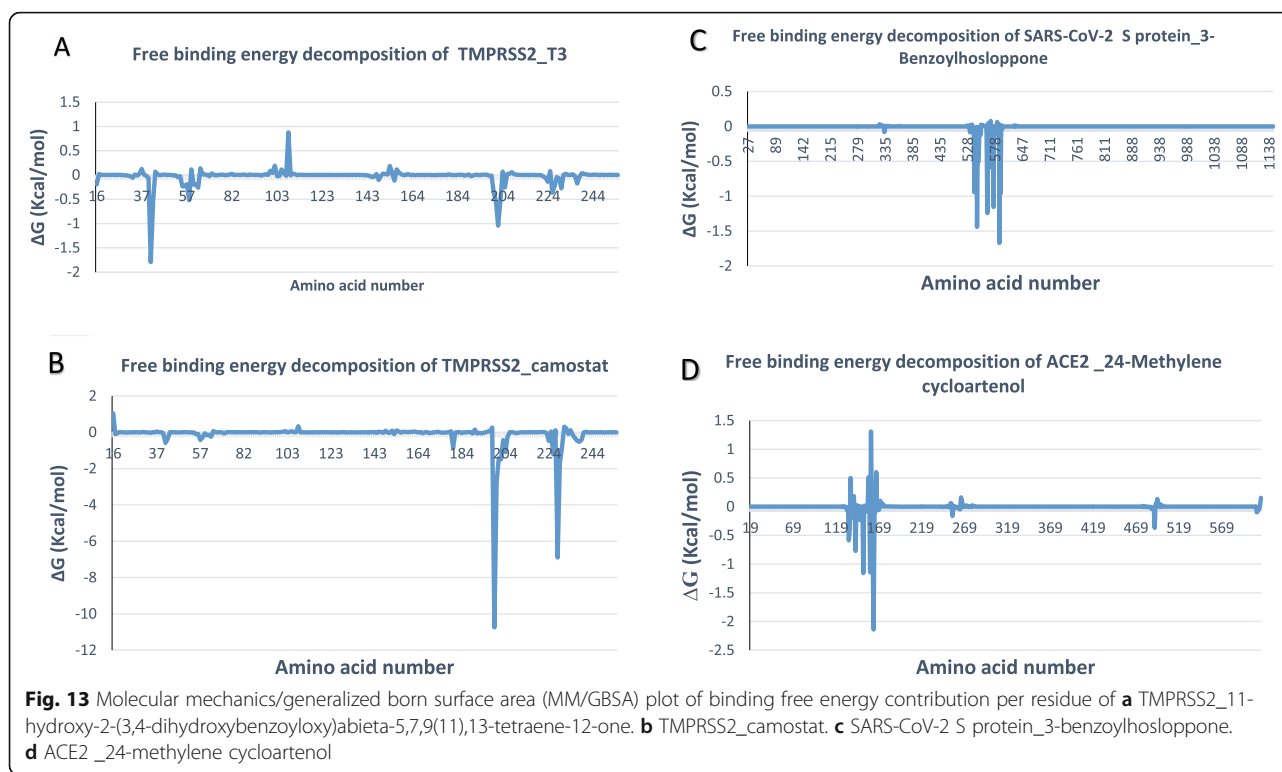 A
Free binding energy decomposition of TMPRSS2_T3
ΔG (Kcal/mol)
1.5
1
0.5
0
-0.5
-1
-1.5
-2
16 37 57 82 103 123 143 164 184 204 224 244
Amino acid number
B
Free binding energy decomposition of TMPRSS2_camostat
ΔG (Kcal/mol)
2
0
-2
-4
-6
-8
-10
-12
16 37 57 82 103 123 143 164 184 204 224 244
Amino acid number
C
Free binding energy decomposition of SARS-CoV-2 S protein_3-
Benzoylhosloppone
ΔG (Kcal/mol)
0.5
0
-0.5
-1
-1.5
-2
27 89 142 215 279 335 385 435 528 578 647 711 761 811 888 938 988 1038 1088 1138
Amino acid number
D
Free binding energy decomposition of ACE2 _24-Methylene
cycloartenol
ΔG (Kcal/mol)
1.5
1
0.5
0
-0.5
-1
-1.5
-2
-2.5
19 69 119 169 219 269 319 369 419 469 519 569
Amino acid number
Fig. 13 Molecular mechanics/generalized born surface area (MM/GBSA) plot of binding free energy contribution per residue of a TMPRSS2_11-
hydroxy-2-(3,4-dihydroxybenzoyloxy)abieta-5,7,9(11),13-tetraene-12-one. b TMPRSS2_camostat. c SARS-CoV-2 S protein_3-benzoylhosloppone.
d ACE2 _24-methylene cycloartenol